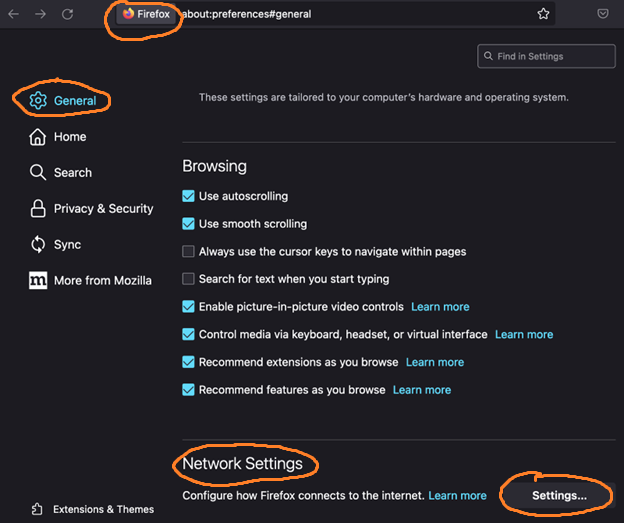 Firefox about:preferences#general
Find in Settings
General
These settings are tailored to your computer's hardware and operating system.
Home
Browsing
Search
Use autoscrolling
Privacy & Security
Use smooth scrolling
Sync
Always use the cursor keys to navigate within pages
More from Mozilla
Search for text when you start typing
Enable picture-in-picture video controls Learn more
Control media via keyboard, headset, or virtual interface Learn more
Recommend extensions as you browse Learn more
Recommend features as you browse Learn more
Network Settings
Configure how Firefox connects to the internet. Learn more
Settings...
Extensions & Themes